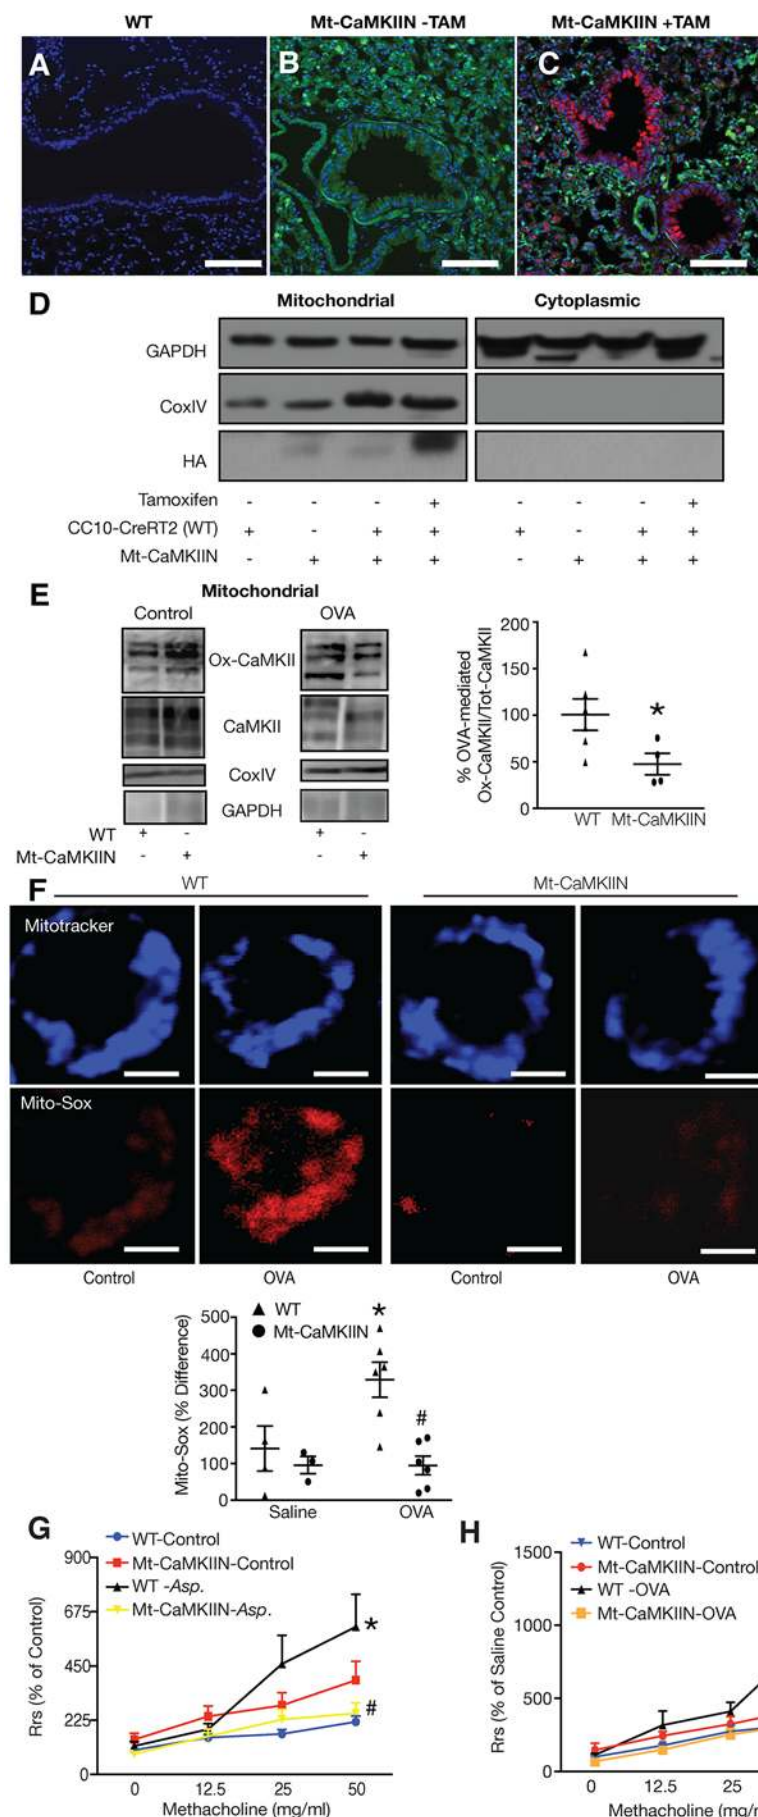 WT Mt-CaMKIIN -TAM Mt-CaMKIIN +TAM
A B C
D Mitochondrial Cytoplasmic
GAPDH
CoxIV
HA
Tamoxifen - - - + - - - +
CC10-CreRT2 (WT) + - + + + - + +
Mt-CaMKIIN - + + + - + + +
E Mitochondrial
Control OVA
Ox-CaMKII
CaMKII
CoxIV
GAPDH
WT + - + -
Mt-CaMKIIN - + - +
% OVA-mediated
Ox-CaMKII/Tot-CaMKII
200
150
100
50
0
*
WT Mt-CaMKIIN
F WT Mt-CaMKIIN
Mitotracker
Mito-Sox
Control OVA Control OVA
Mito-Sox (% Difference)
500
400
300
200
100
0
WT
Mt-CaMKIIN
*
#
Saline OVA
G
WT-Control
Mt-CaMKIIN-Control
WT -Asp.
Mt-CaMKIIN-Asp.
Rrs (% of Control)
900
675
450
225
0
*
#
0 12.5 25 50
Methacholine (mg/ml)
H
WT-Control
Mt-CaMKIIN-Control
WT -OVA
Mt-CaMKIIN-OVA
Rrs (% of Saline Control)
1500
1000
500
0
0 12.5 25
Methacholine (mg/m